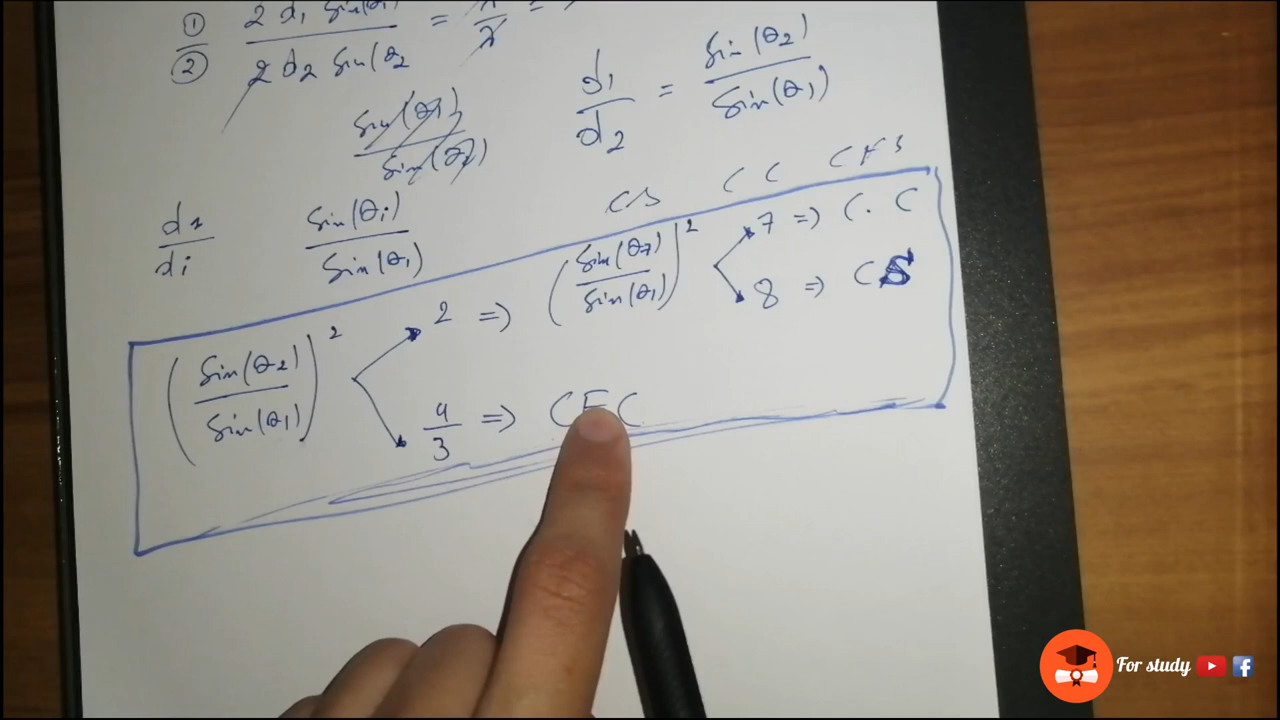 ① / ② 2 d1 Sin(θ1) / 2 d2 Sin(θ2 = λ / λ =
d1 / d2 = Sin(θ2) / Sin(θ1)
Sin(θ1) / Sin(θ2)
CS CC CFS
d1 / di Sin(θi) / Sin(θ1)
(Sin(θ2) / Sin(θ1))² 2 => (Sin(θ7) / Sin(θ1))² 7 => C.C
8 => CS
4 / 3 => CFC
For study